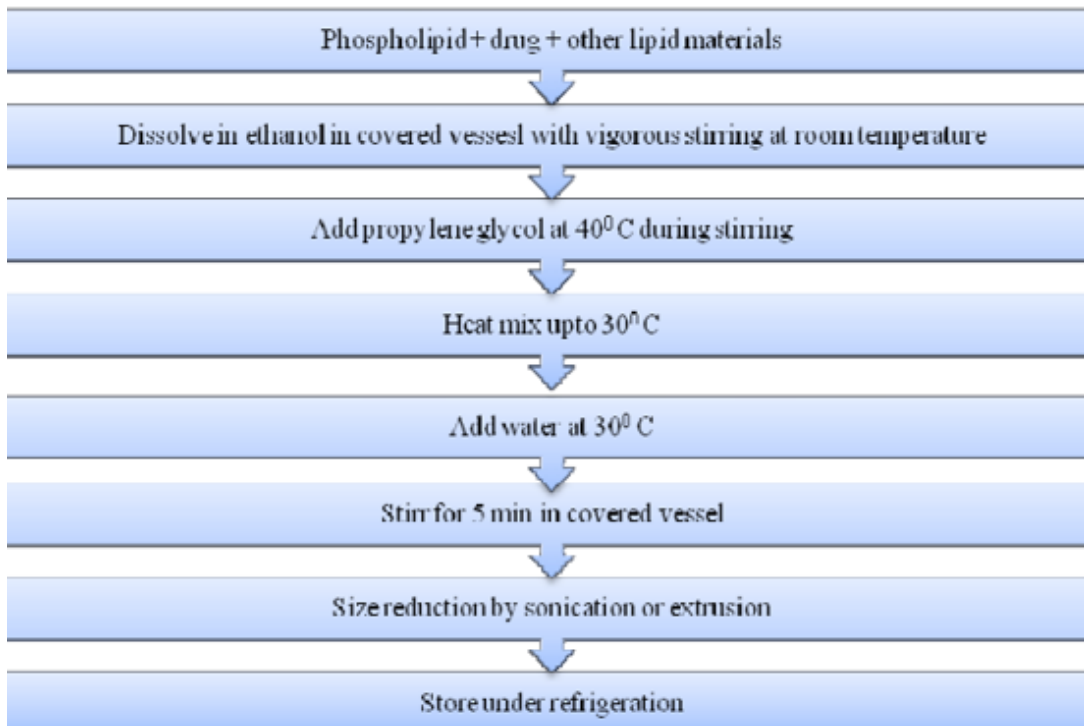 Phospholipid + drug + other lipid materials
Dissolve in ethanol in covered vessesl with vigorous stirring at room temperature
Add propylene glycol at 40⁰ C during stirring
Heat mix upto 30⁰ C
Add water at 30⁰ C
Stirr for 5 min in covered vessel
Size reduction by sonication or extrusion
Store under refrigeration